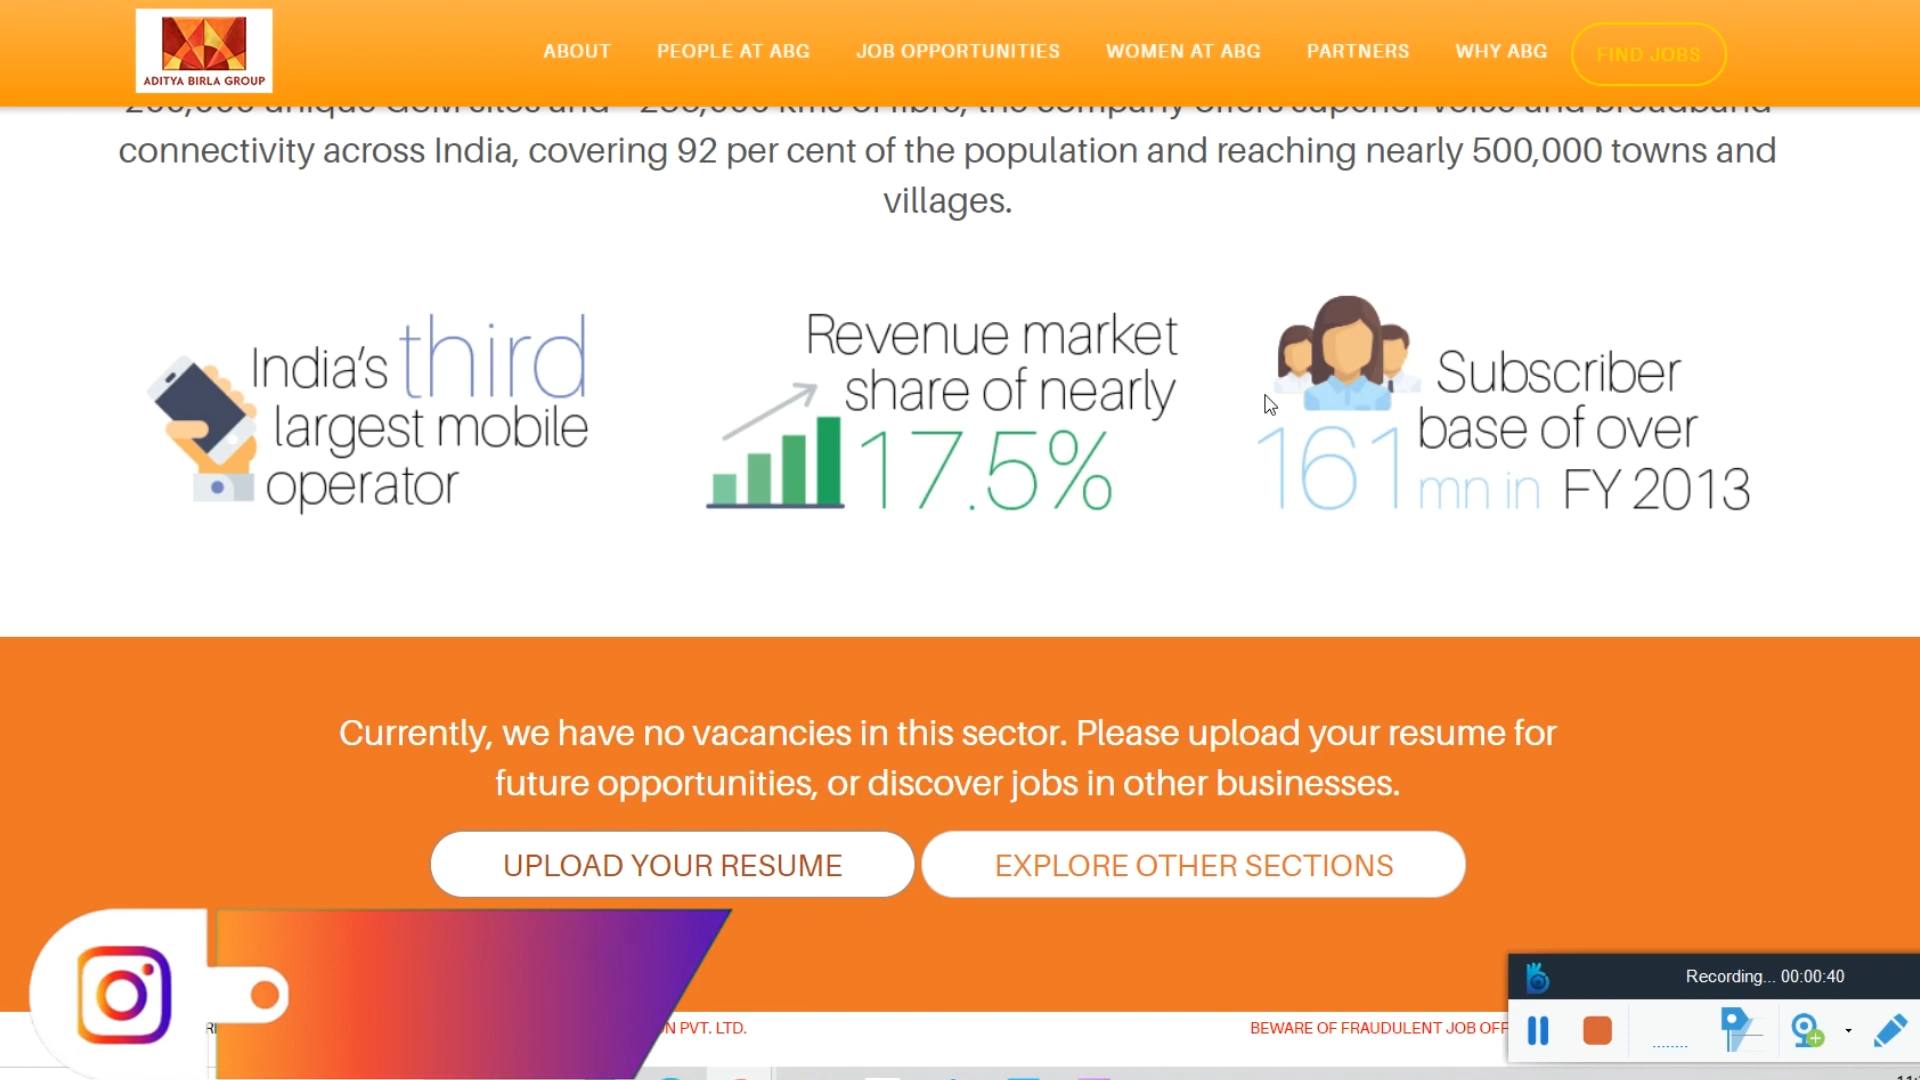 ADITYA BIRLA GROUP
ABOUT PEOPLE AT ABG JOB OPPORTUNITIES WOMEN AT ABG PARTNERS WHY ABG FIND JOBS
connectivity across India, covering 92 per cent of the population and reaching nearly 500,000 towns and
villages.
India's third
largest mobile
operator
Revenue market
share of nearly
17.5%
Subscriber
base of over
161 mn in FY 2013
Currently, we have no vacancies in this sector. Please upload your resume for
future opportunities, or discover jobs in other businesses.
UPLOAD YOUR RESUME EXPLORE OTHER SECTIONS
PVT. LTD.
BEWARE OF FRAUDULENT JOB
Recording... 00:00:40